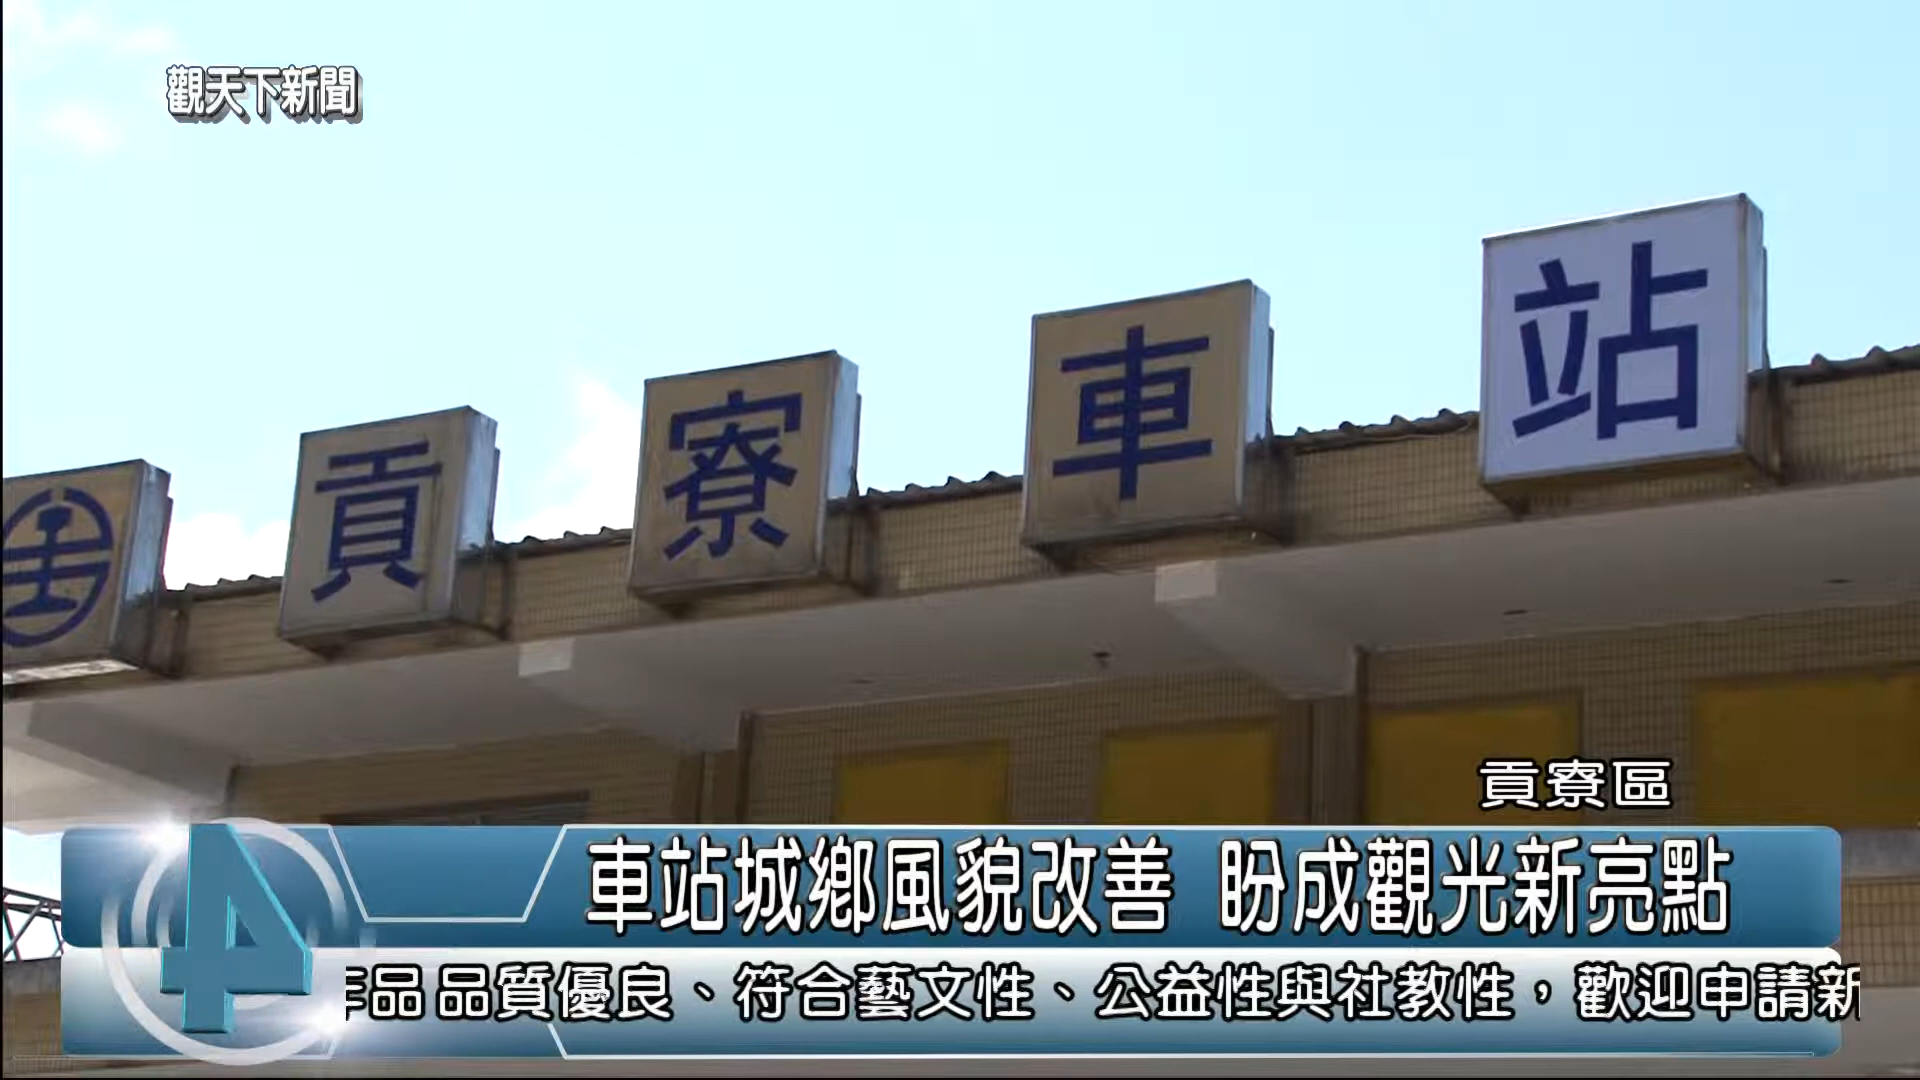 觀天下新聞
貢寮車站
貢寮區
車站城鄉風貌改善 盼成觀光新亮點
4
品品質優良、符合藝文性、公益性與社教性，歡迎申請新